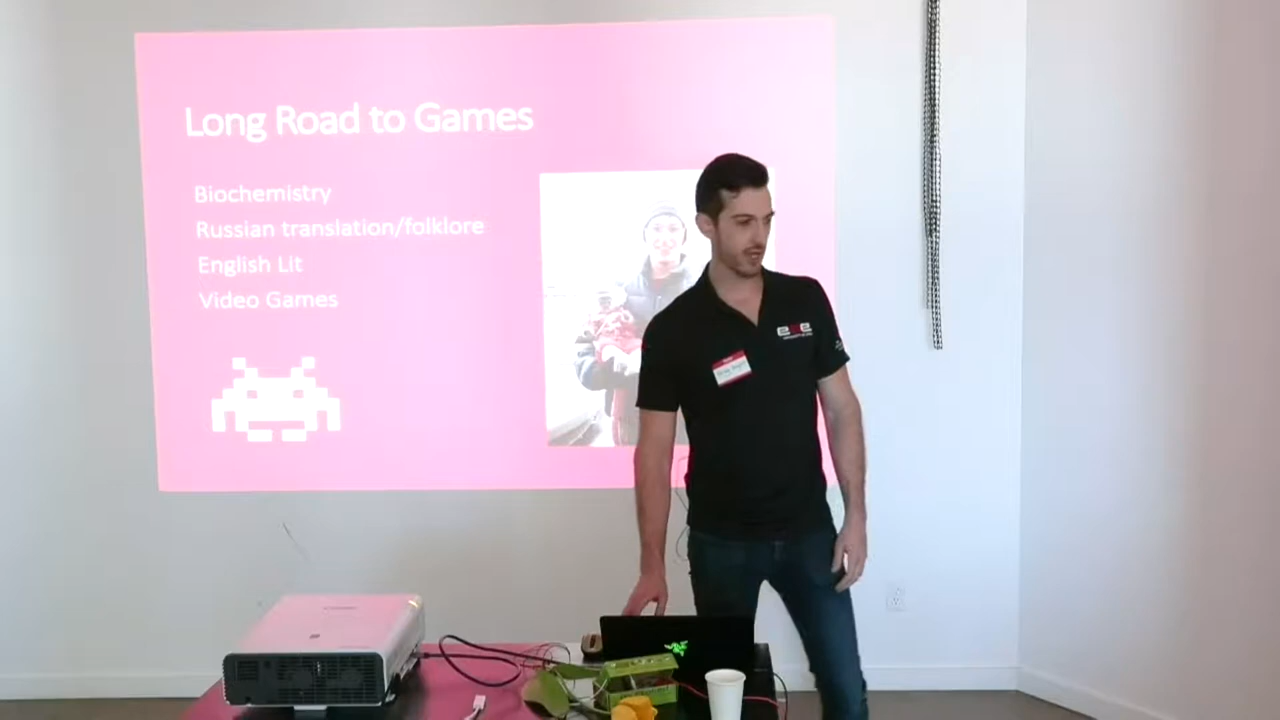 Long Road to Games
Biochemistry
Russian translation/folklore
English Lit
Video Games